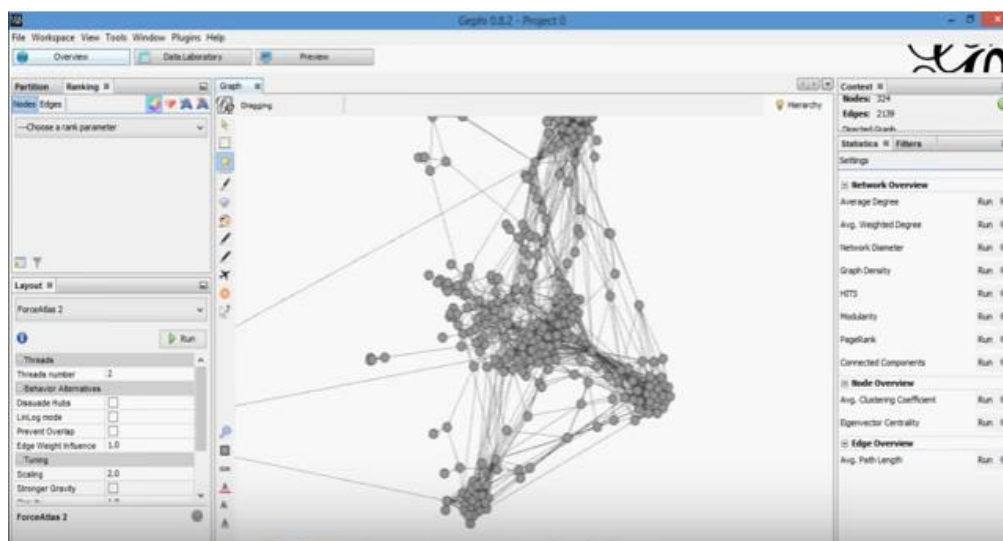 Gephi 0.8.2 - Project 0
File Workspace View Tools Window Plugins Help
Overview Data Laboratory Preview
Partition Ranking
Nodes Edges
---Choose a rank parameter
Layout
ForceAtlas 2
Run
Threads
Threads number 2
Behavior Alternatives
Dissuade Hubs
LinLog mode
Prevent Overlap
Edge Weight Influence 1.0
Tuning
Scaling 2.0
Stronger Gravity
ForceAtlas 2
Graph
Dragging
Hierarchy
Context
Nodes: 324
Edges: 2139
Directed Graph
Statistics Filters
Settings
Network Overview
Average Degree Run
Avg. Weighted Degree Run
Network Diameter Run
Graph Density Run
HITS Run
Modularity Run
PageRank Run
Connected Components Run
Node Overview
Avg. Clustering Coefficient Run
Eigenvector Centrality Run
Edge Overview
Avg. Path Length Run